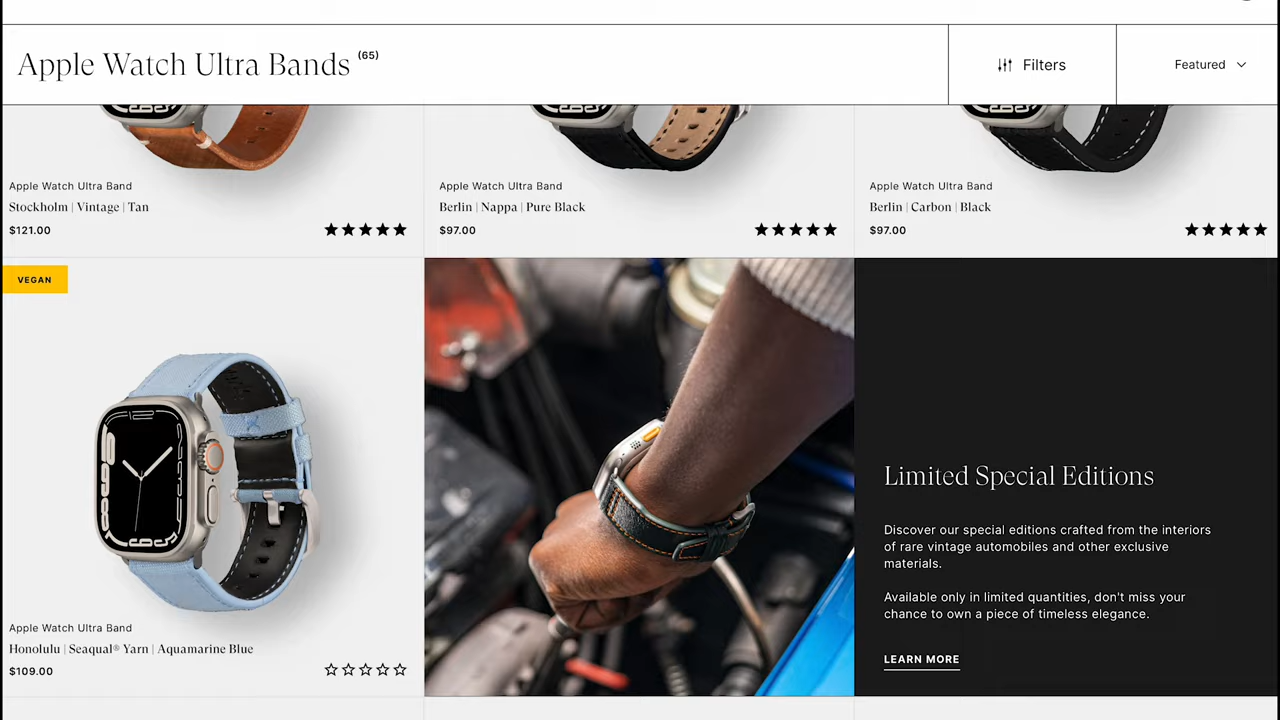 Apple Watch Ultra Bands (65)
Filters
Featured
Apple Watch Ultra Band
Stockholm | Vintage | Tan
$121.00
Apple Watch Ultra Band
Berlin | Nappa | Pure Black
$97.00
Apple Watch Ultra Band
Berlin | Carbon | Black
$97.00
VEGAN
Apple Watch Ultra Band
Honolulu | Seaqual® Yarn | Aquamarine Blue
$109.00
Limited Special Editions
Discover our special editions crafted from the interiors
of rare vintage automobiles and other exclusive
materials.
Available only in limited quantities, don't miss your
chance to own a piece of timeless elegance.
LEARN MORE